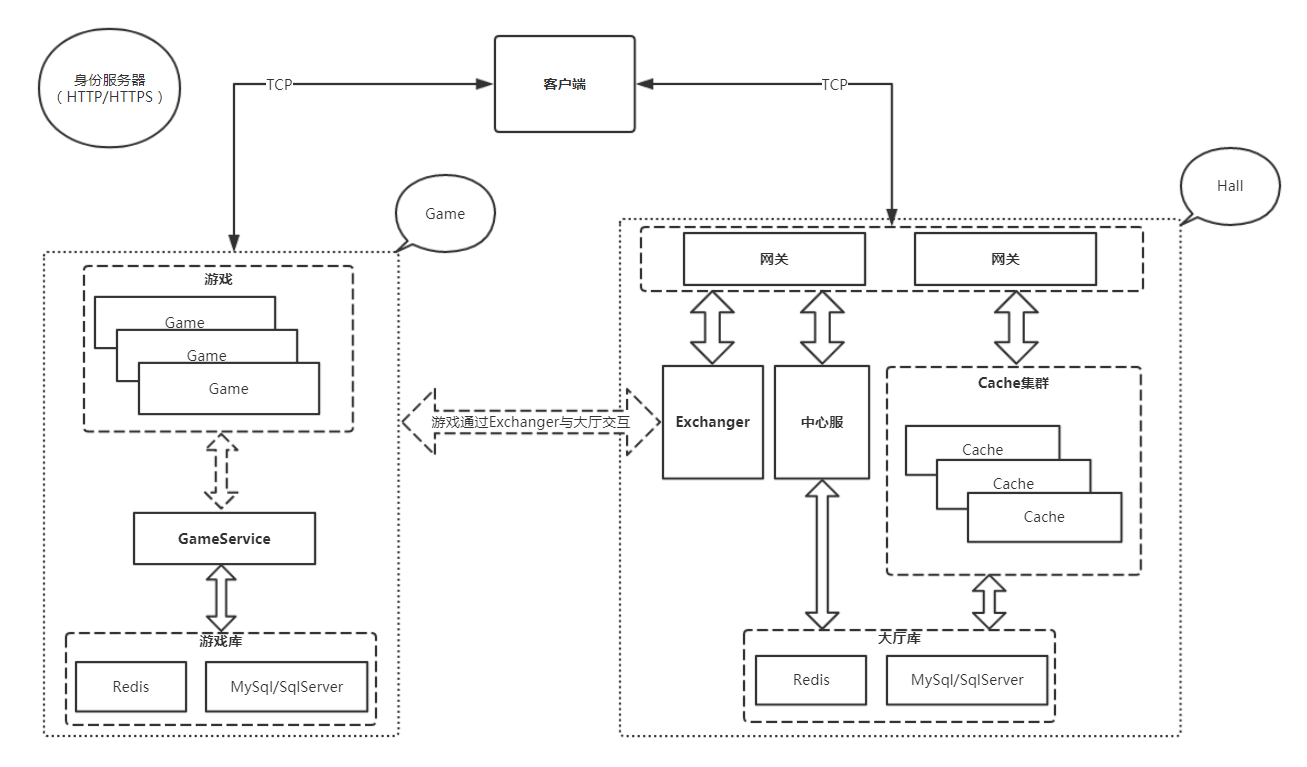 身份服务器
（ HTTP/HTTPS ）
TCP
客户端
TCP
Game
Hall
游戏
Game
Game
Game
GameService
游戏库
Redis
MySql/SqlServer
游戏通过Exchanger与大厅交互
网关
网关
Exchanger
中心服
Cache集群
Cache
Cache
Cache
大厅库
Redis
MySql/SqlServer